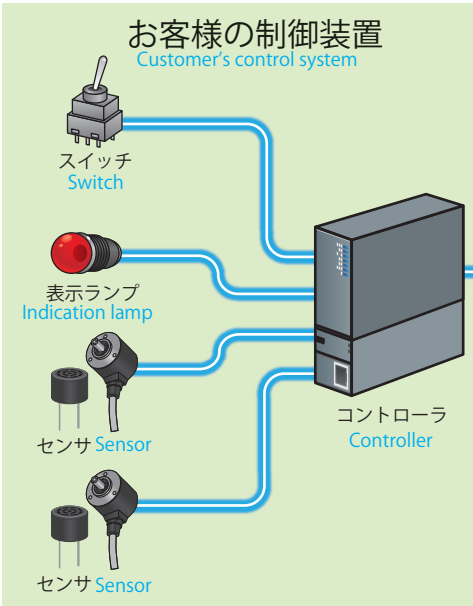 お客様の制御装置
Customer's control system
スイッチ
Switch
表示ランプ
Indication lamp
センサ Sensor
コントローラ
Controller
センサ Sensor